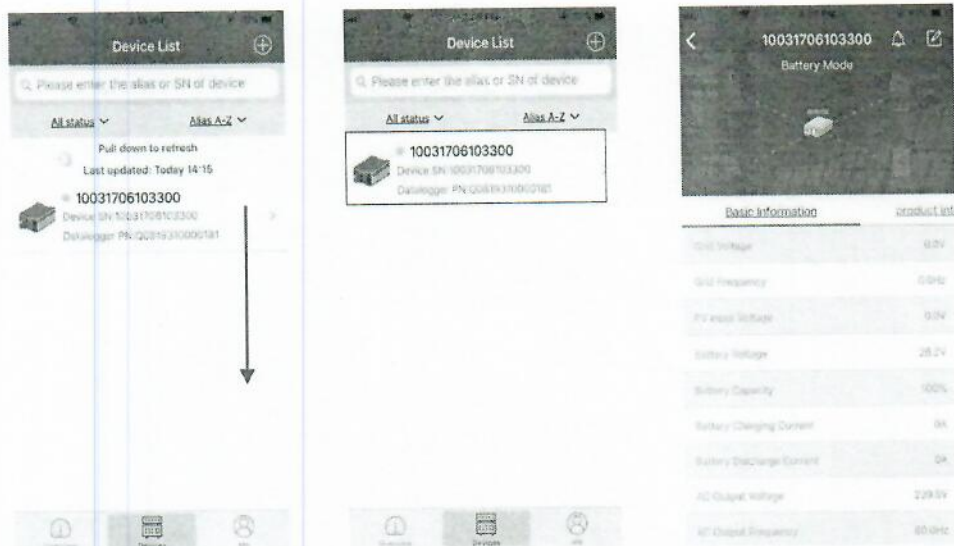 Device List
Please enter the alias or SN of device
All status
Alias A-Z
Pull down to refresh
Last updated: Today 14:15
10031706103300
Device SN:10031706103300
Datalogger PN:Q0819310000181
Device List
Please enter the alias or SN of device
All status
Alias A-Z
10031706103300
Device SN:10031706103300
Datalogger PN:Q0819310000181
Devices
10031706103300
Battery Mode
Basic Information
product inf
Grid Voltage 0.0V
Grid Frequency 0.0Hz
PV Input Voltage 0.0V
Battery Voltage 28.2V
Battery Capacity 100%
Battery Charging Current 0A
Battery Discharge Current 0A
AC Output Voltage
AC Output Frequency